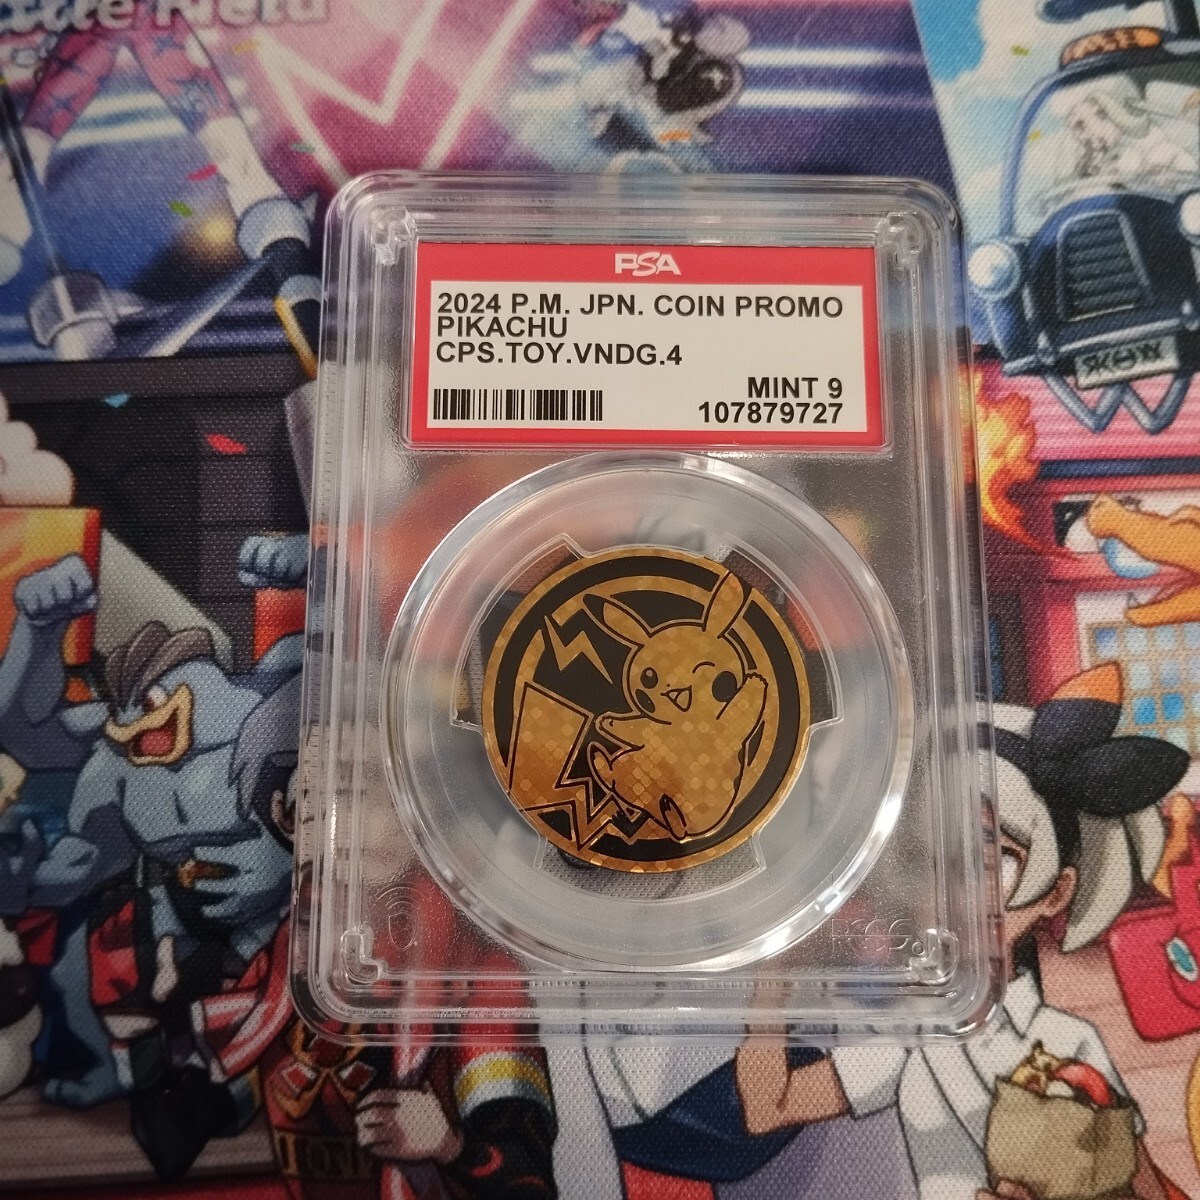 PSA
2024 P.M. JPN. COIN PROMO
PIKACHU
CPS.TOY.VNDG.4
MINT 9
107879727